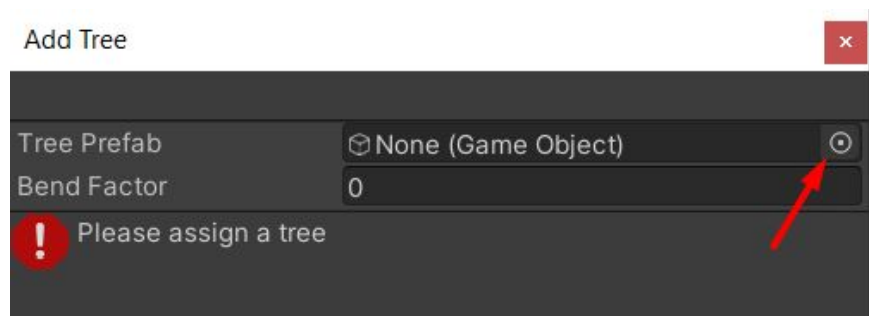 Add Tree
Tree Prefab None (Game Object)
Bend Factor 0
Please assign a tree